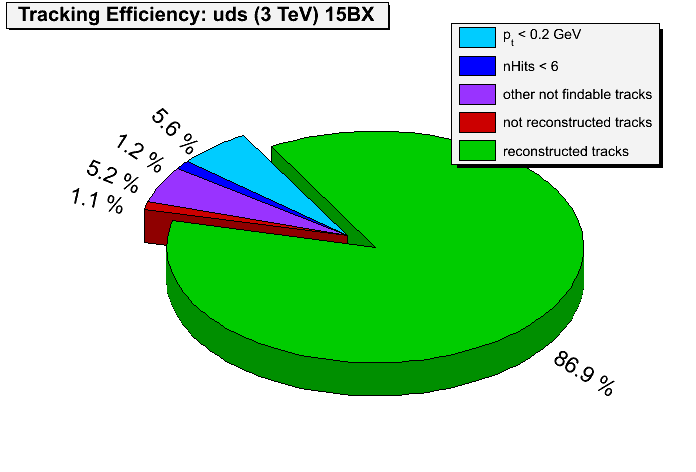 Tracking Efficiency: uds (3 TeV) 15BX
pt < 0.2 GeV
nHits < 6
other not findable tracks
not reconstructed tracks
reconstructed tracks
5.6 %
1.2 %
5.2 %
1.1 %
86.9 %